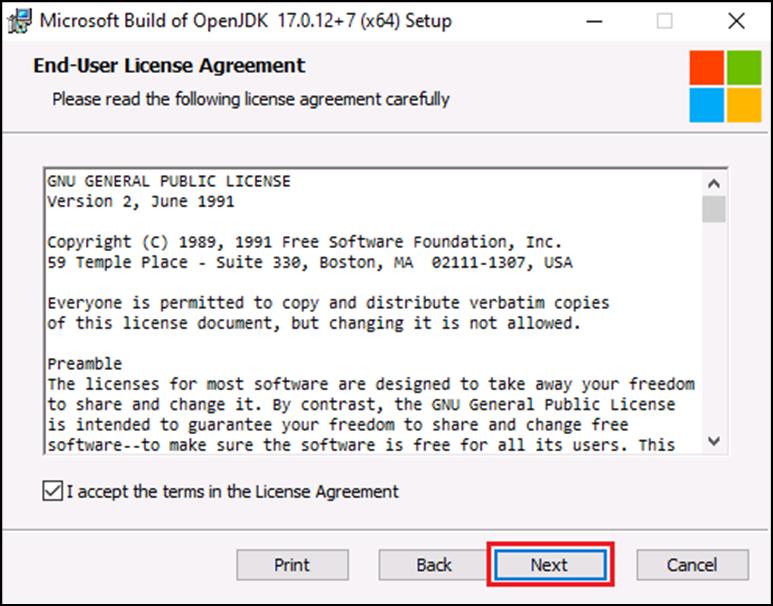 Microsoft Build of OpenJDK 17.0.12+7 (x64) Setup
End-User License Agreement
Please read the following license agreement carefully
GNU GENERAL PUBLIC LICENSE
Version 2, June 1991
Copyright (C) 1989, 1991 Free Software Foundation, Inc.
59 Temple Place - Suite 330, Boston, MA  02111-1307, USA
Everyone is permitted to copy and distribute verbatim copies
of this license document, but changing it is not allowed.
Preamble
The licenses for most software are designed to take away your freedom
to share and change it. By contrast, the GNU General Public License
is intended to guarantee your freedom to share and change free
software--to make sure the software is free for all its users. This
I accept the terms in the License Agreement
Print Back Next Cancel